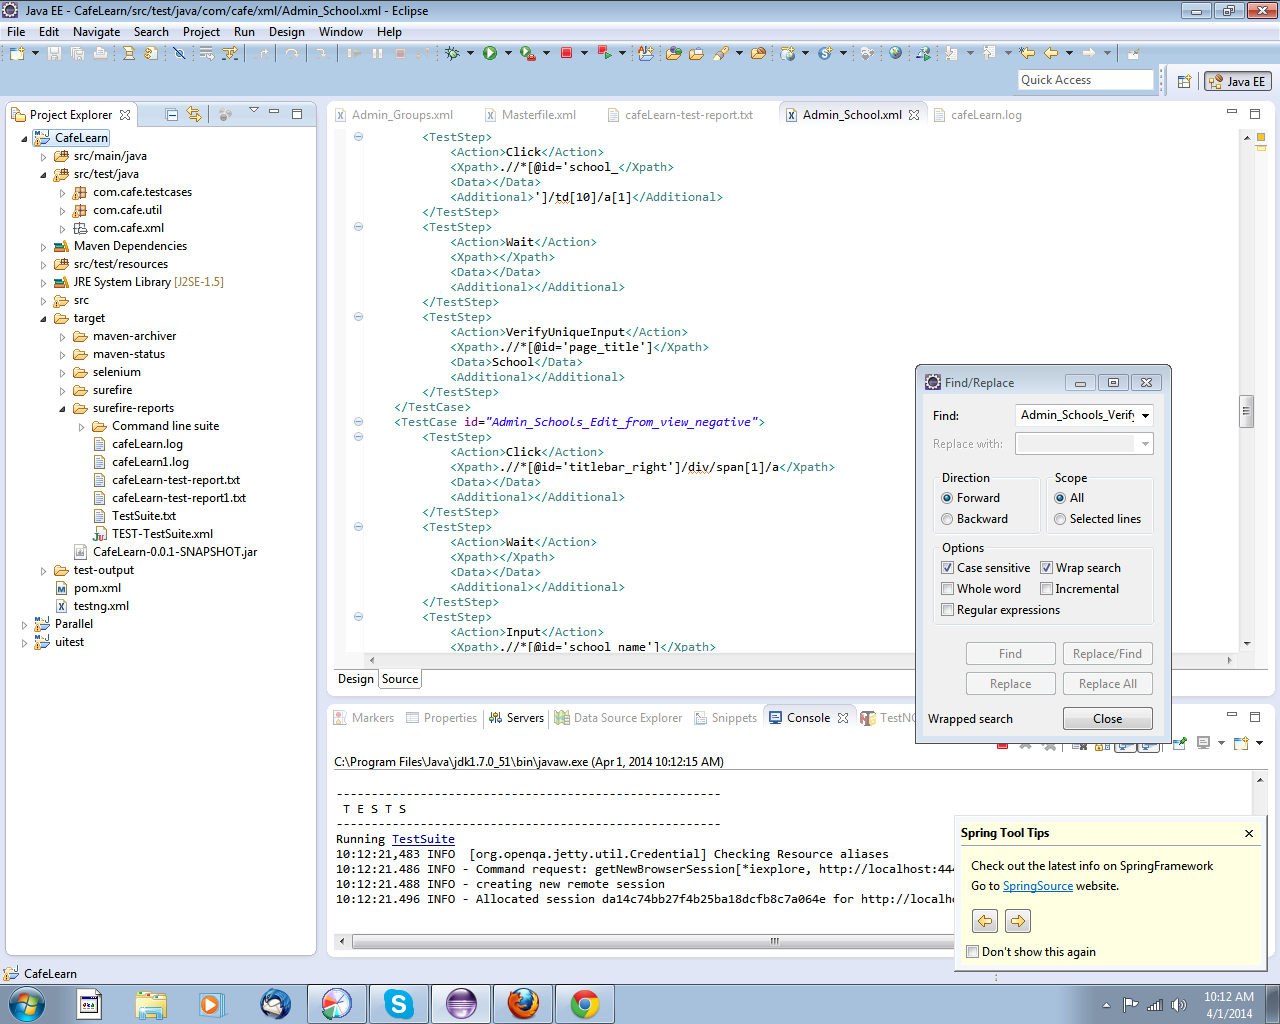 Java EE - CafeLearn/src/test/java/com/cafe/xml/Admin_School.xml - Eclipse
File Edit Navigate Search Project Run Design Window Help
Quick Access
Java EE
Project Explorer
CafeLearn
src/main/java
src/test/java
com.cafe.testcases
com.cafe.util
com.cafe.xml
Maven Dependencies
src/test/resources
JRE System Library [J2SE-1.5]
src
target
maven-archiver
maven-status
selenium
surefire
surefire-reports
Command line suite
cafeLearn.log
cafeLearn1.log
cafeLearn-test-report.txt
cafeLearn-test-report1.txt
TestSuite.txt
TEST-TestSuite.xml
CafeLearn-0.0.1-SNAPSHOT.jar
test-output
pom.xml
testng.xml
Parallel
uitest
Admin_Groups.xml Masterfile.xml cafeLearn-test-report.txt Admin_School.xml cafeLearn.log
<TestStep>
<Action>Click</Action>
<Xpath>.//*[@id='school_</Xpath>
<Data></Data>
<Additional>']/td[10]/a[1]</Additional>
</TestStep>
<TestStep>
<Action>Wait</Action>
<Xpath></Xpath>
<Data></Data>
<Additional></Additional>
</TestStep>
<TestStep>
<Action>VerifyUniqueInput</Action>
<Xpath>.//*[@id='page_title']</Xpath>
<Data>School</Data>
<Additional></Additional>
</TestStep>
</TestCase>
<TestCase id="Admin_Schools_Edit_from_view_negative">
<TestStep>
<Action>Click</Action>
<Xpath>.//*[@id='titlebar_right']/div/span[1]/a</Xpath>
<Data></Data>
<Additional></Additional>
</TestStep>
<TestStep>
<Action>Wait</Action>
<Xpath></Xpath>
<Data></Data>
<Additional></Additional>
</TestStep>
<TestStep>
<Action>Input</Action>
<Xpath>.//*[@id='school_name']</Xpath>
Design Source
Find/Replace
Find: Admin_Schools_Verify
Replace with:
Direction Scope
Forward All
Backward Selected lines
Options
Case sensitive Wrap search
Whole word Incremental
Regular expressions
Find Replace/Find
Replace Replace All
Wrapped search Close
Markers Properties Servers Data Source Explorer Snippets Console TestNG
C:\Program Files\Java\jdk1.7.0_51\bin\javaw.exe (Apr 1, 2014 10:12:15 AM)
-------------------------------------------------------
T E S T S
-------------------------------------------------------
Running TestSuite
10:12:21,483 INFO [org.openqa.jetty.util.Credential] Checking Resource aliases
10:12:21.486 INFO - Command request: getNewBrowserSession[*iexplore, http://localhost:444
10:12:21.488 INFO - creating new remote session
10:12:21.496 INFO - Allocated session da14c74bb27f4b25ba18dcfb8c7a064e for http://localho
Spring Tool Tips
Check out the latest info on SpringFramework
Go to SpringSource website.
Don't show this again
CafeLearn
10:12 AM
4/1/2014